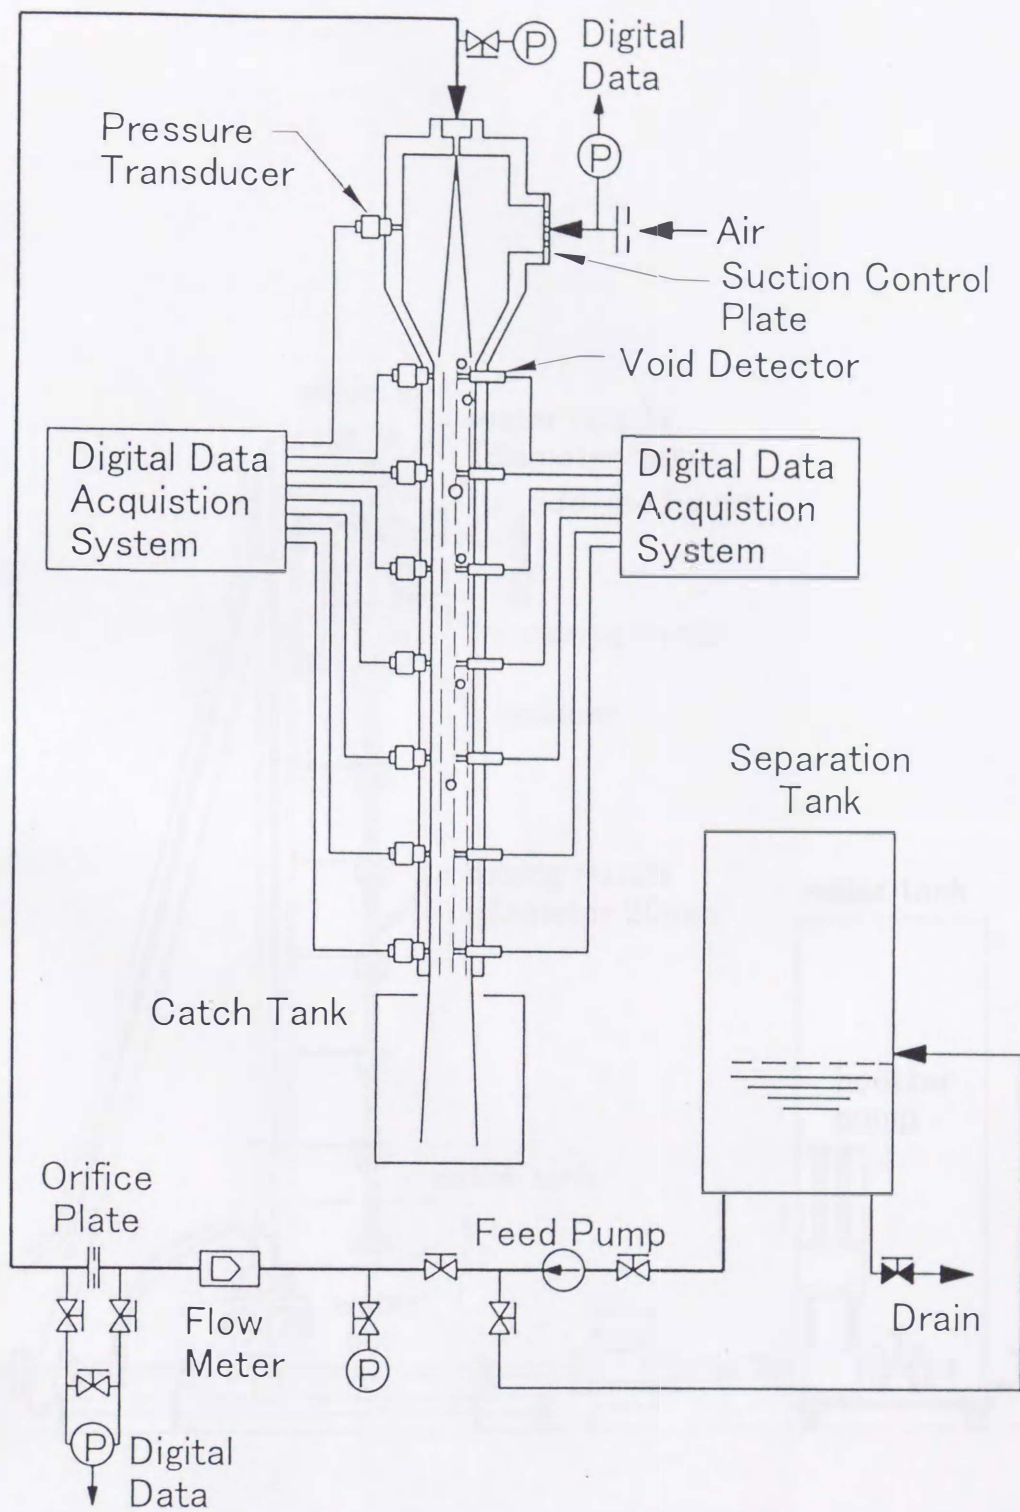 P
Digital
Data
Pressure
Transducer
P
Air
Suction Control
Plate
Void Detector
Digital Data
Acquistion
System
Digital Data
Acquistion
System
Separation
Tank
Catch Tank
Orifice
Plate
Feed Pump
Flow
Meter
P
Drain
P
Digital
Data